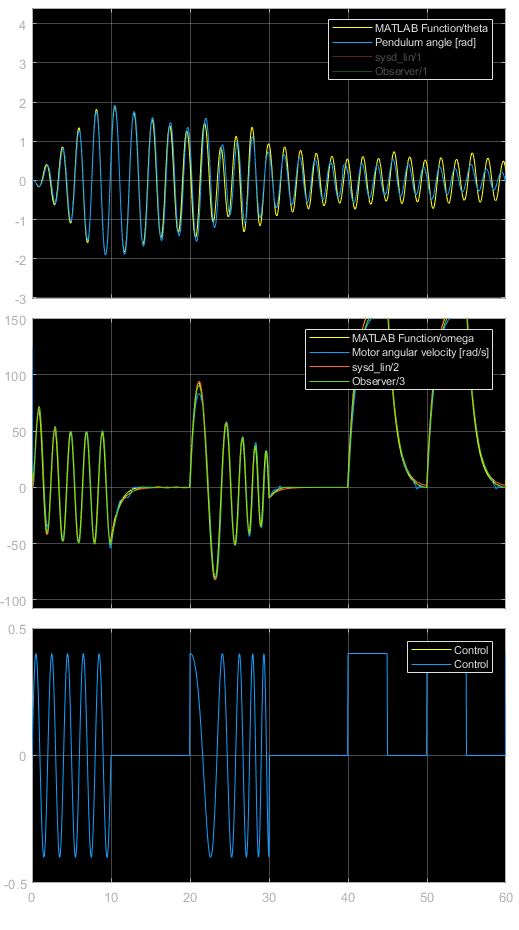 4
MATLAB Function/theta
Pendulum angle [rad]
3
sysd_lin/1
Observer/1
2
1
0
-1
-2
-3
150
MATLAB Function/omega
Motor angular velocity [rad/s]
sysd_lin/2
100
Observer/3
50
0
-50
-100
0.5
Control
Control
0
-0.5
0 10 20 30 40 50 60